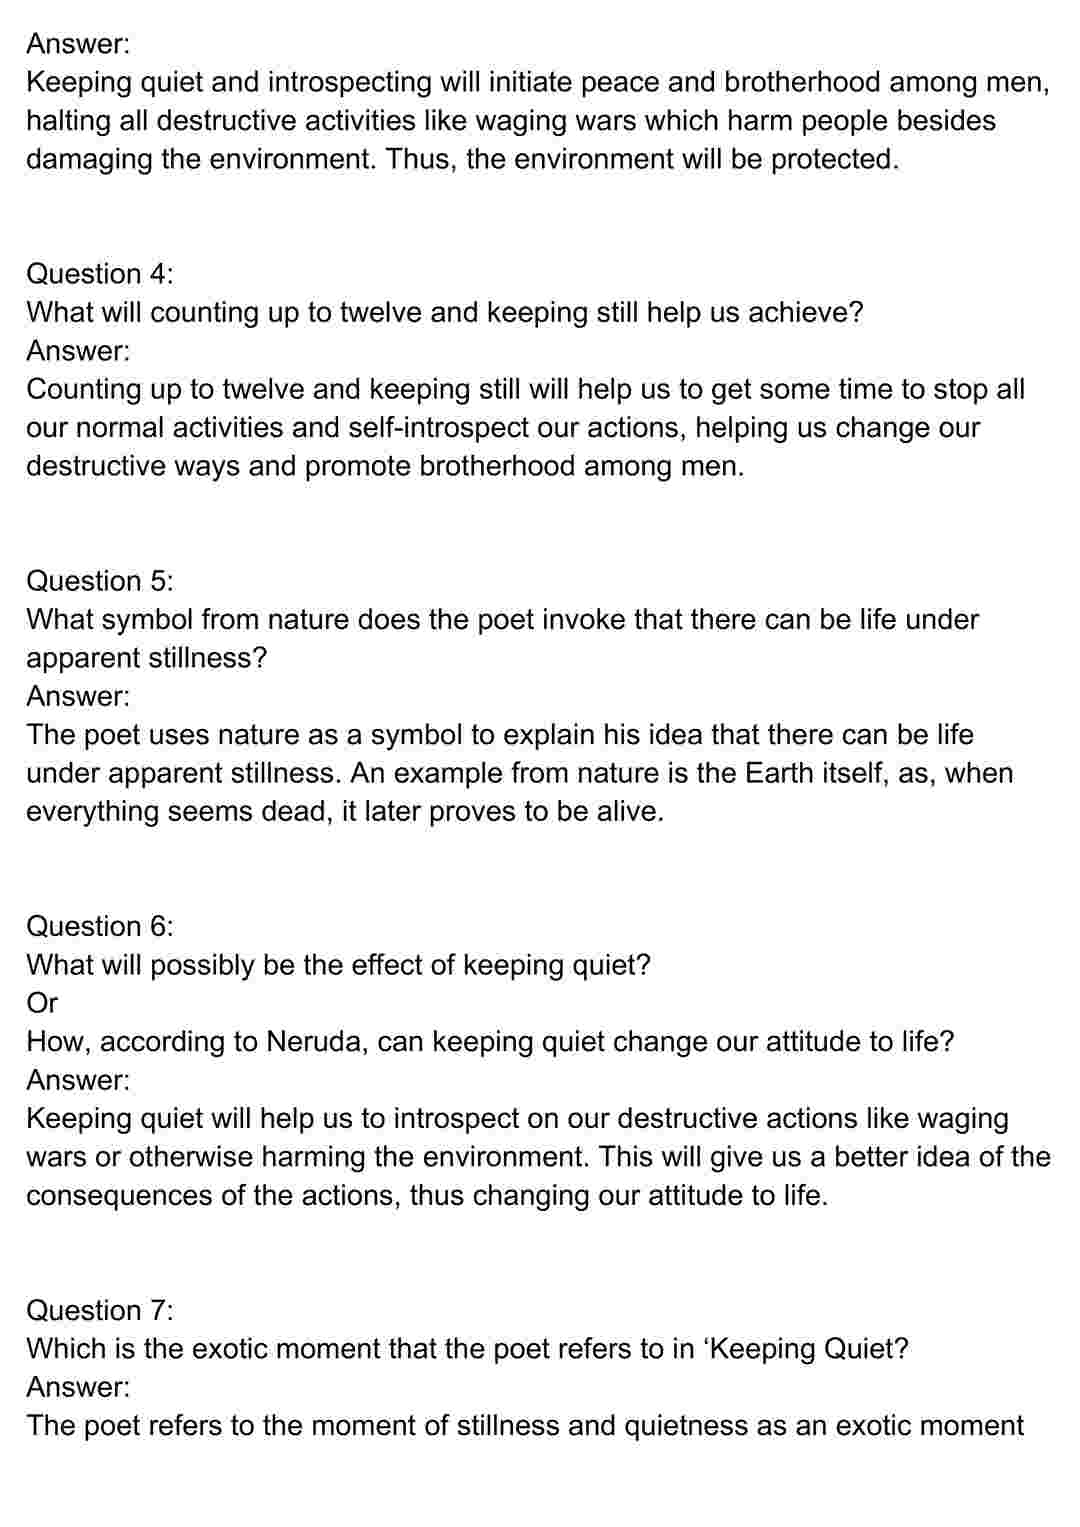 Answer:
Keeping quiet and introspecting will initiate peace and brotherhood among men,
halting all destructive activities like waging wars which harm people besides
damaging the environment. Thus, the environment will be protected.
Question 4:
What will counting up to twelve and keeping still help us achieve?
Answer:
Counting up to twelve and keeping still will help us to get some time to stop all
our normal activities and self-introspect our actions, helping us change our
destructive ways and promote brotherhood among men.
Question 5:
What symbol from nature does the poet invoke that there can be life under
apparent stillness?
Answer:
The poet uses nature as a symbol to explain his idea that there can be life
under apparent stillness. An example from nature is the Earth itself, as, when
everything seems dead, it later proves to be alive.
Question 6:
What will possibly be the effect of keeping quiet?
Or
How, according to Neruda, can keeping quiet change our attitude to life?
Answer:
Keeping quiet will help us to introspect on our destructive actions like waging
wars or otherwise harming the environment. This will give us a better idea of the
consequences of the actions, thus changing our attitude to life.
Question 7:
Which is the exotic moment that the poet refers to in ‘Keeping Quiet?
Answer:
The poet refers to the moment of stillness and quietness as an exotic moment